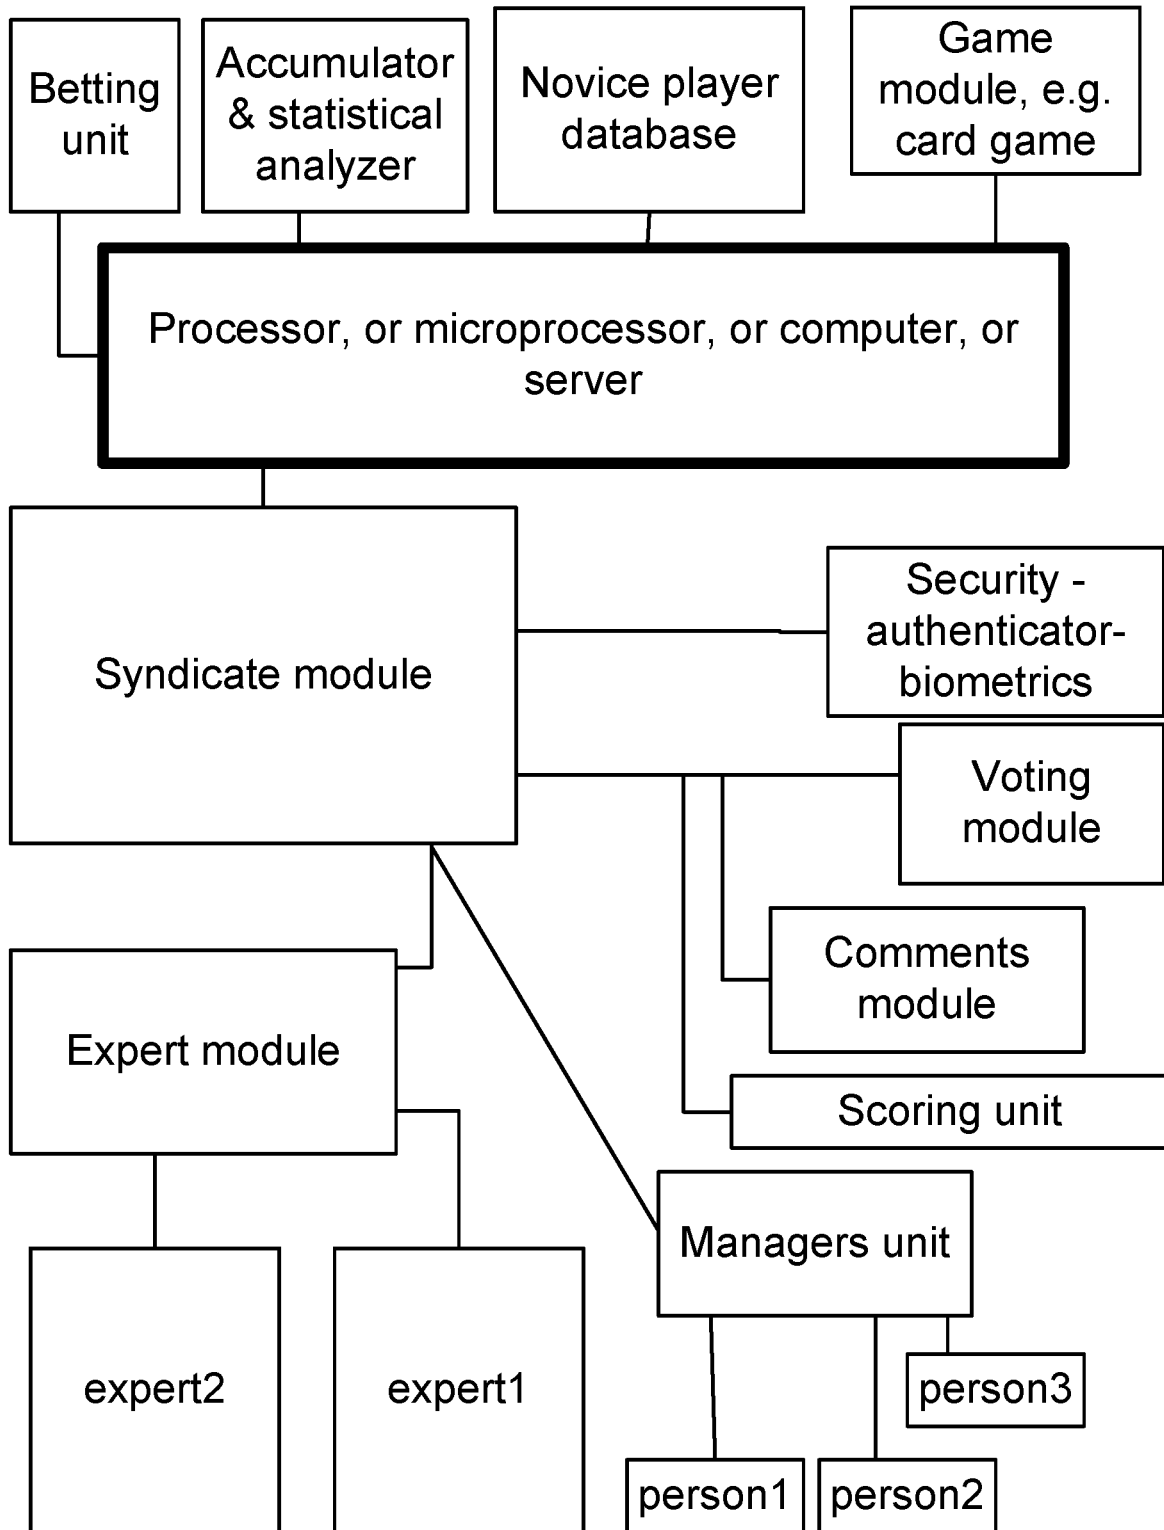 Betting
unit
Accumulator
& statistical
analyzer
Novice player
database
Game
module, e.g.
card game
Processor, or microprocessor, or computer, or
server
Syndicate module
Security -
authenticator-
biometrics
Voting
module
Comments
module
Expert module
Scoring unit
Managers unit
expert2
expert1
person3
person1
person2